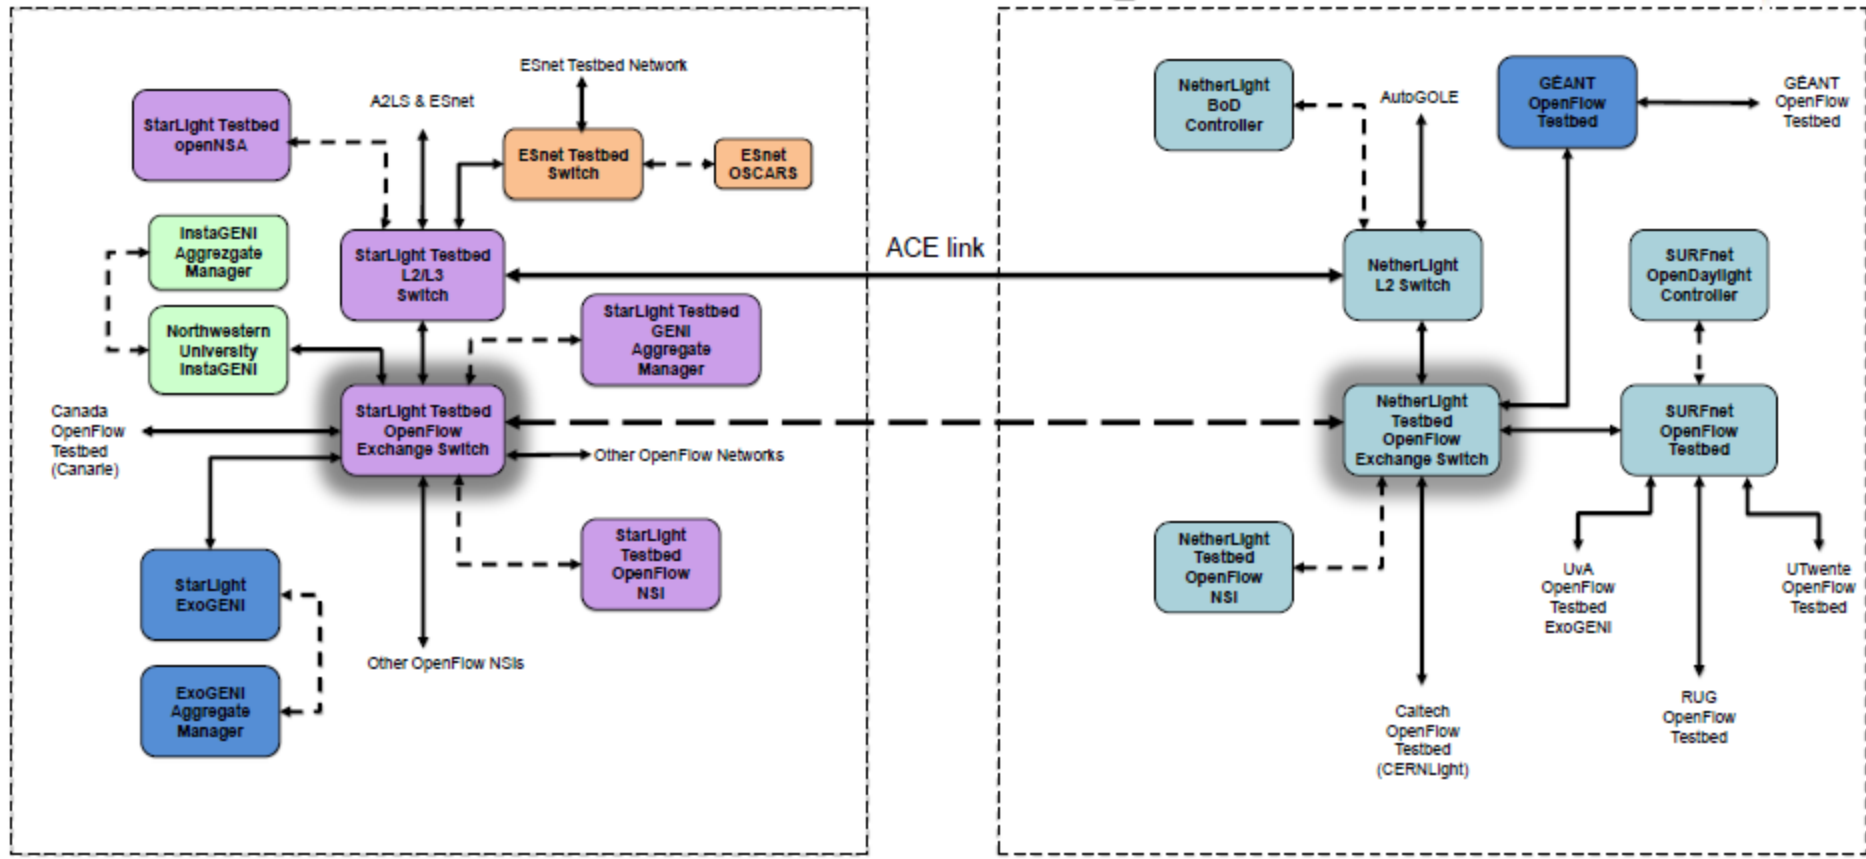 ESnet Testbed Network
A2LS & ESnet
StarLight Testbed
openNSA
ESnet Testbed
Switch
ESnet
OSCARS
InstaGENI
Aggrezgate
Manager
StarLight Testbed
L2/L3
Switch
StarLight Testbed
GENI
Aggregate
Manager
Northwestern
University
InstaGENI
Canada
OpenFlow
Testbed
(Canarie)
StarLight Testbed
OpenFlow
Exchange Switch
Other OpenFlow Networks
StarLight
Testbed
OpenFlow
NSI
StarLight
ExoGENI
Other OpenFlow NSIs
ExoGENI
Aggregate
Manager
ACE link
NetherLight
BoD
Controller
AutoGOLE
GÉANT
OpenFlow
Testbed
GÉANT
OpenFlow
Testbed
NetherLight
L2 Switch
SURFnet
OpenDaylight
Controller
NetherLight
Testbed
OpenFlow
Exchange Switch
SURFnet
OpenFlow
Testbed
NetherLight
Testbed
OpenFlow
NSI
UvA
OpenFlow
Testbed
ExoGENI
UTwente
OpenFlow
Testbed
Caltech
OpenFlow
Testbed
(CERNLight)
RUG
OpenFlow
Testbed